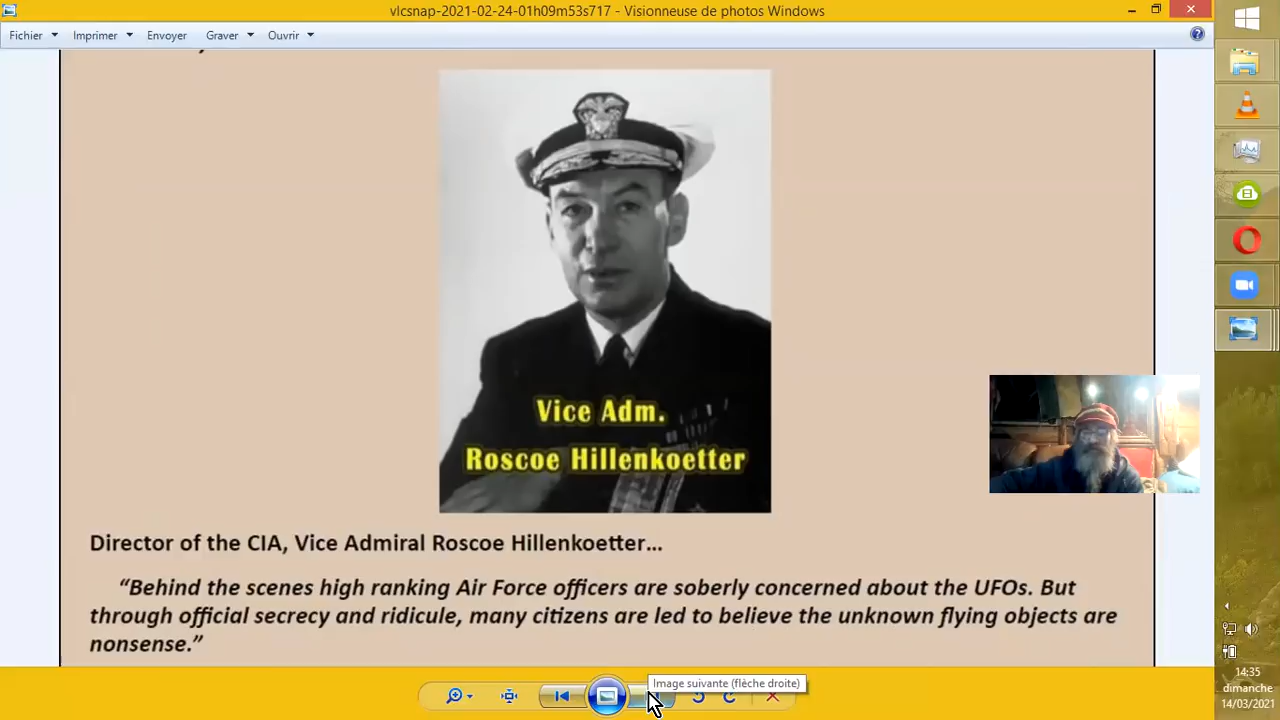 vlcsnap-2021-02-24-01h09m53s717 - Visionneuse de photos Windows
Fichier Imprimer Envoyer Graver Ouvrir
Vice Adm.
Roscoe Hillenkoetter
Director of the CIA, Vice Admiral Roscoe Hillenkoetter...
“Behind the scenes high ranking Air Force officers are soberly concerned about the UFOs. But
through official secrecy and ridicule, many citizens are led to believe the unknown flying objects are
nonsense.”
Image suivante (flèche droite)
14:35
dimanche
14/03/2021